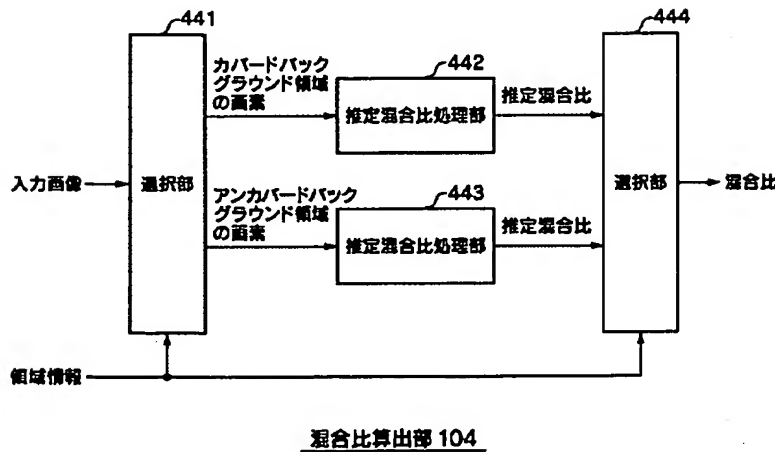 441
444
カバードバック
グラウンド領域
の画素
442
推定混合比処理部
推定混合比
入力画像
選択部
アンカバードバック
グラウンド領域
の画素
443
推定混合比処理部
推定混合比
選択部
混合比
領域情報
混合比算出部 104